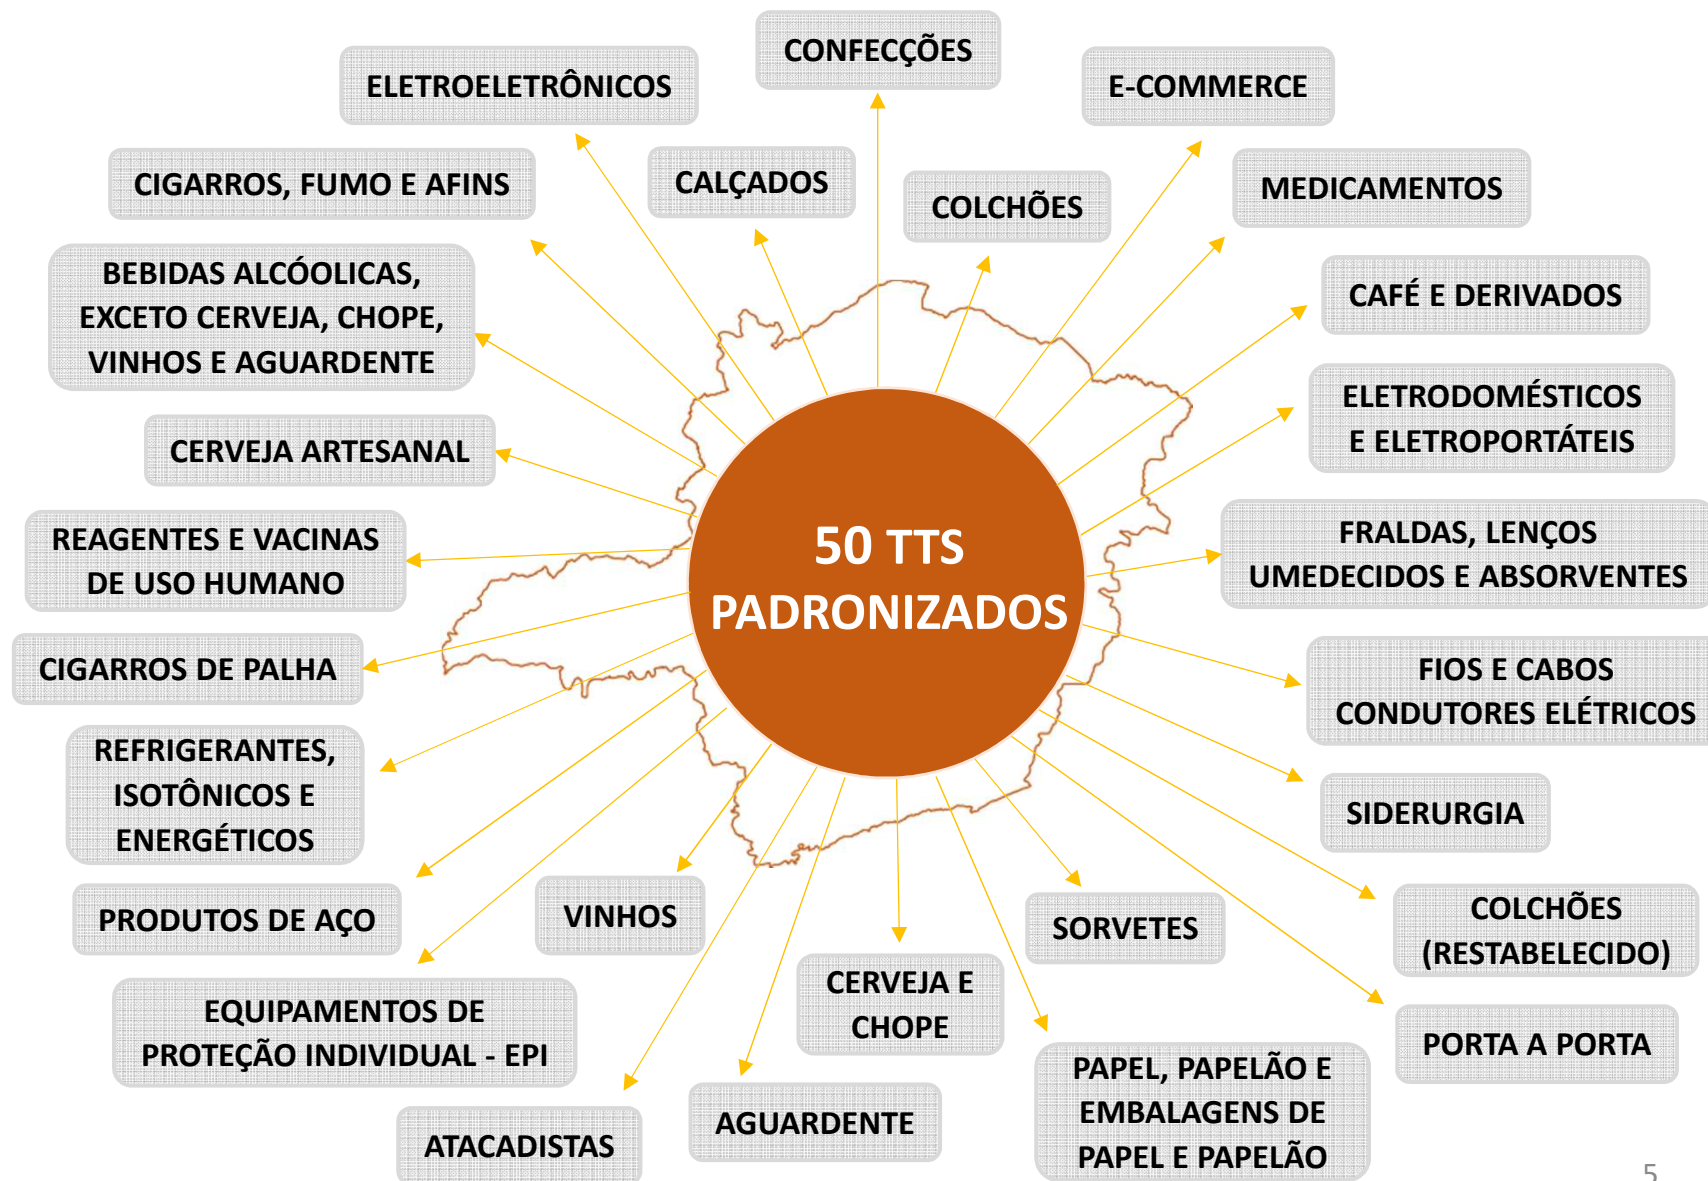 CONFECÇÕES
ELETROELETRÔNICOS
E-COMMERCE
CIGARROS, FUMO E AFINS
CALÇADOS
COLCHÕES
MEDICAMENTOS
BEBIDAS ALCÓOLICAS,
EXCETO CERVEJA, CHOPE,
VINHOS E AGUARDENTE
CAFÉ E DERIVADOS
ELETRODOMÉSTICOS
E ELETROPORTÁTEIS
CERVEJA ARTESANAL
REAGENTES E VACINAS
DE USO HUMANO
50 TTS
PADRONIZADOS
FRALDAS, LENÇOS
UMEDECIDOS E ABSORVENTES
CIGARROS DE PALHA
FIOS E CABOS
CONDUTORES ELÉTRICOS
REFRIGERANTES,
ISOTÔNICOS E
ENERGÉTICOS
SIDERURGIA
PRODUTOS DE AÇO
VINHOS
SORVETES
COLCHÕES
(RESTABELECIDO)
EQUIPAMENTOS DE
PROTEÇÃO INDIVIDUAL - EPI
CERVEJA E
CHOPE
PORTA A PORTA
ATACADISTAS
AGUARDENTE
PAPEL, PAPELÃO E
EMBALAGENS DE
PAPEL E PAPELÃO
5